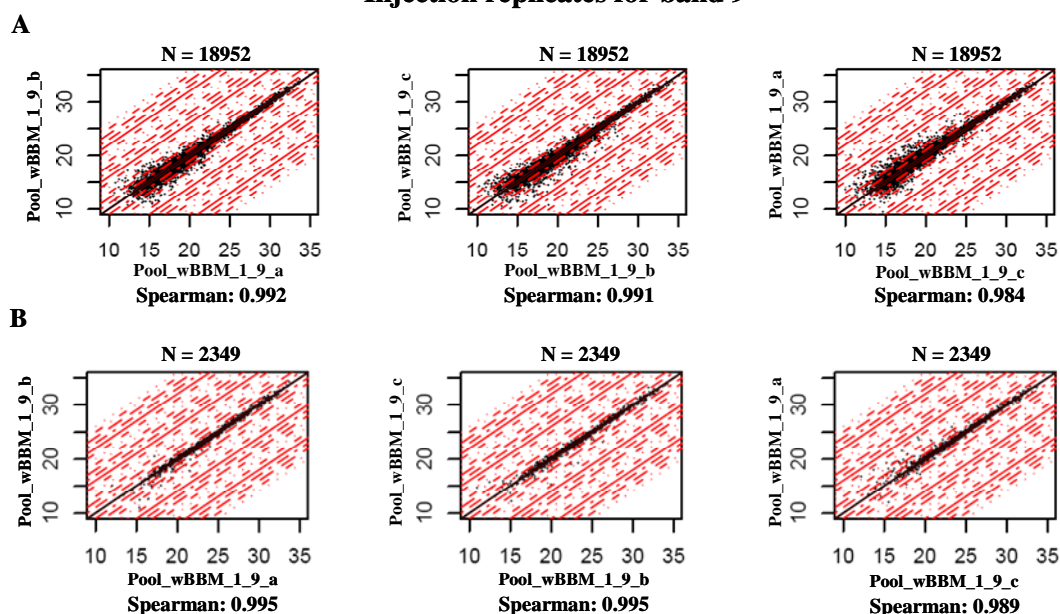 Injection replicates for band 9
A
N = 18952
N = 18952
N = 18952
Pool_wBBM_1_9_b
30
20
10
10 15 20 25 30 35
Pool_wBBM_1_9_a
Spearman: 0.992
Pool_wBBM_1_9_c
30
20
10
10 15 20 25 30 35
Pool_wBBM_1_9_b
Spearman: 0.991
Pool_wBBM_1_9_a
30
20
10
10 15 20 25 30 35
Pool_wBBM_1_9_c
Spearman: 0.984
B
N = 2349
N = 2349
N = 2349
Pool_wBBM_1_9_b
30
20
10
10 15 20 25 30 35
Pool_wBBM_1_9_a
Spearman: 0.995
Pool_wBBM_1_9_c
30
20
10
10 15 20 25 30 35
Pool_wBBM_1_9_b
Spearman: 0.995
Pool_wBBM_1_9_a
30
20
10
10 15 20 25 30 35
Pool_wBBM_1_9_c
Spearman: 0.989